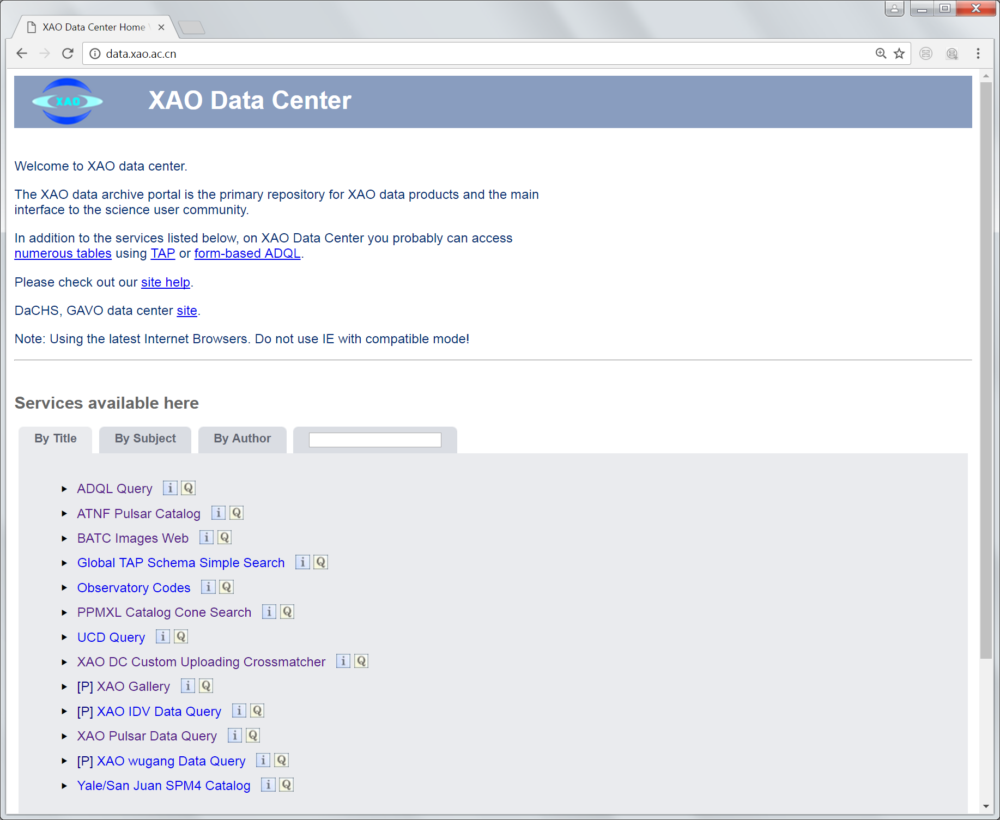 XAO Data Center Home
data.xao.ac.cn
XAO
XAO Data Center
Welcome to XAO data center.
The XAO data archive portal is the primary repository for XAO data products and the main
interface to the science user community.
In addition to the services listed below, on XAO Data Center you probably can access
numerous tables using TAP or form-based ADQL.
Please check out our site help.
DaCHS, GAVO data center site.
Note: Using the latest Internet Browsers. Do not use IE with compatible mode!
Services available here
By Title By Subject By Author
ADQL Query i Q
ATNF Pulsar Catalog i Q
BATC Images Web i Q
Global TAP Schema Simple Search i Q
Observatory Codes i Q
PPMXL Catalog Cone Search i Q
UCD Query i Q
XAO DC Custom Uploading Crossmatcher i Q
[P] XAO Gallery i Q
[P] XAO IDV Data Query i Q
XAO Pulsar Data Query i Q
[P] XAO wugang Data Query i Q
Yale/San Juan SPM4 Catalog i Q